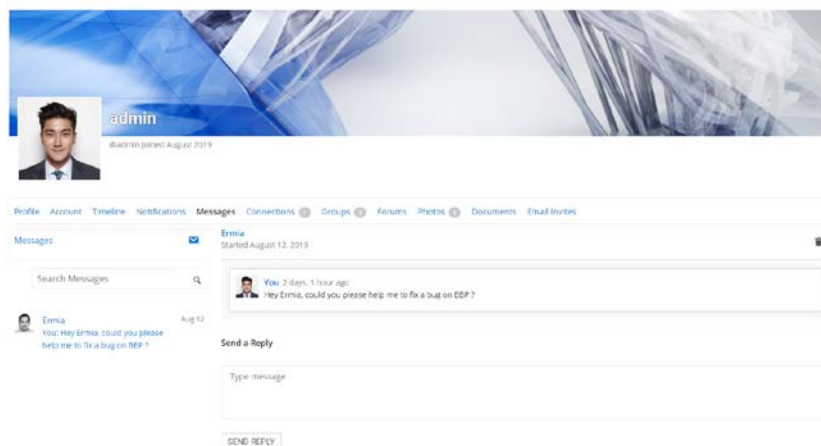 admin
@admin joined August 2019
Profile Account Timeline Notifications Messages Connections Groups Forums Photos Documents Email Invites
Messages
Search Messages
Ermia Aug 12
You: Hey Ermia, could you please
help me to fix a bug on BBP ?
Ermia
Started August 12, 2019
You 2 days, 1 hour ago
Hey Ermia, could you please help me to fix a bug on BBP ?
Send a Reply
Type message
SEND REPLY